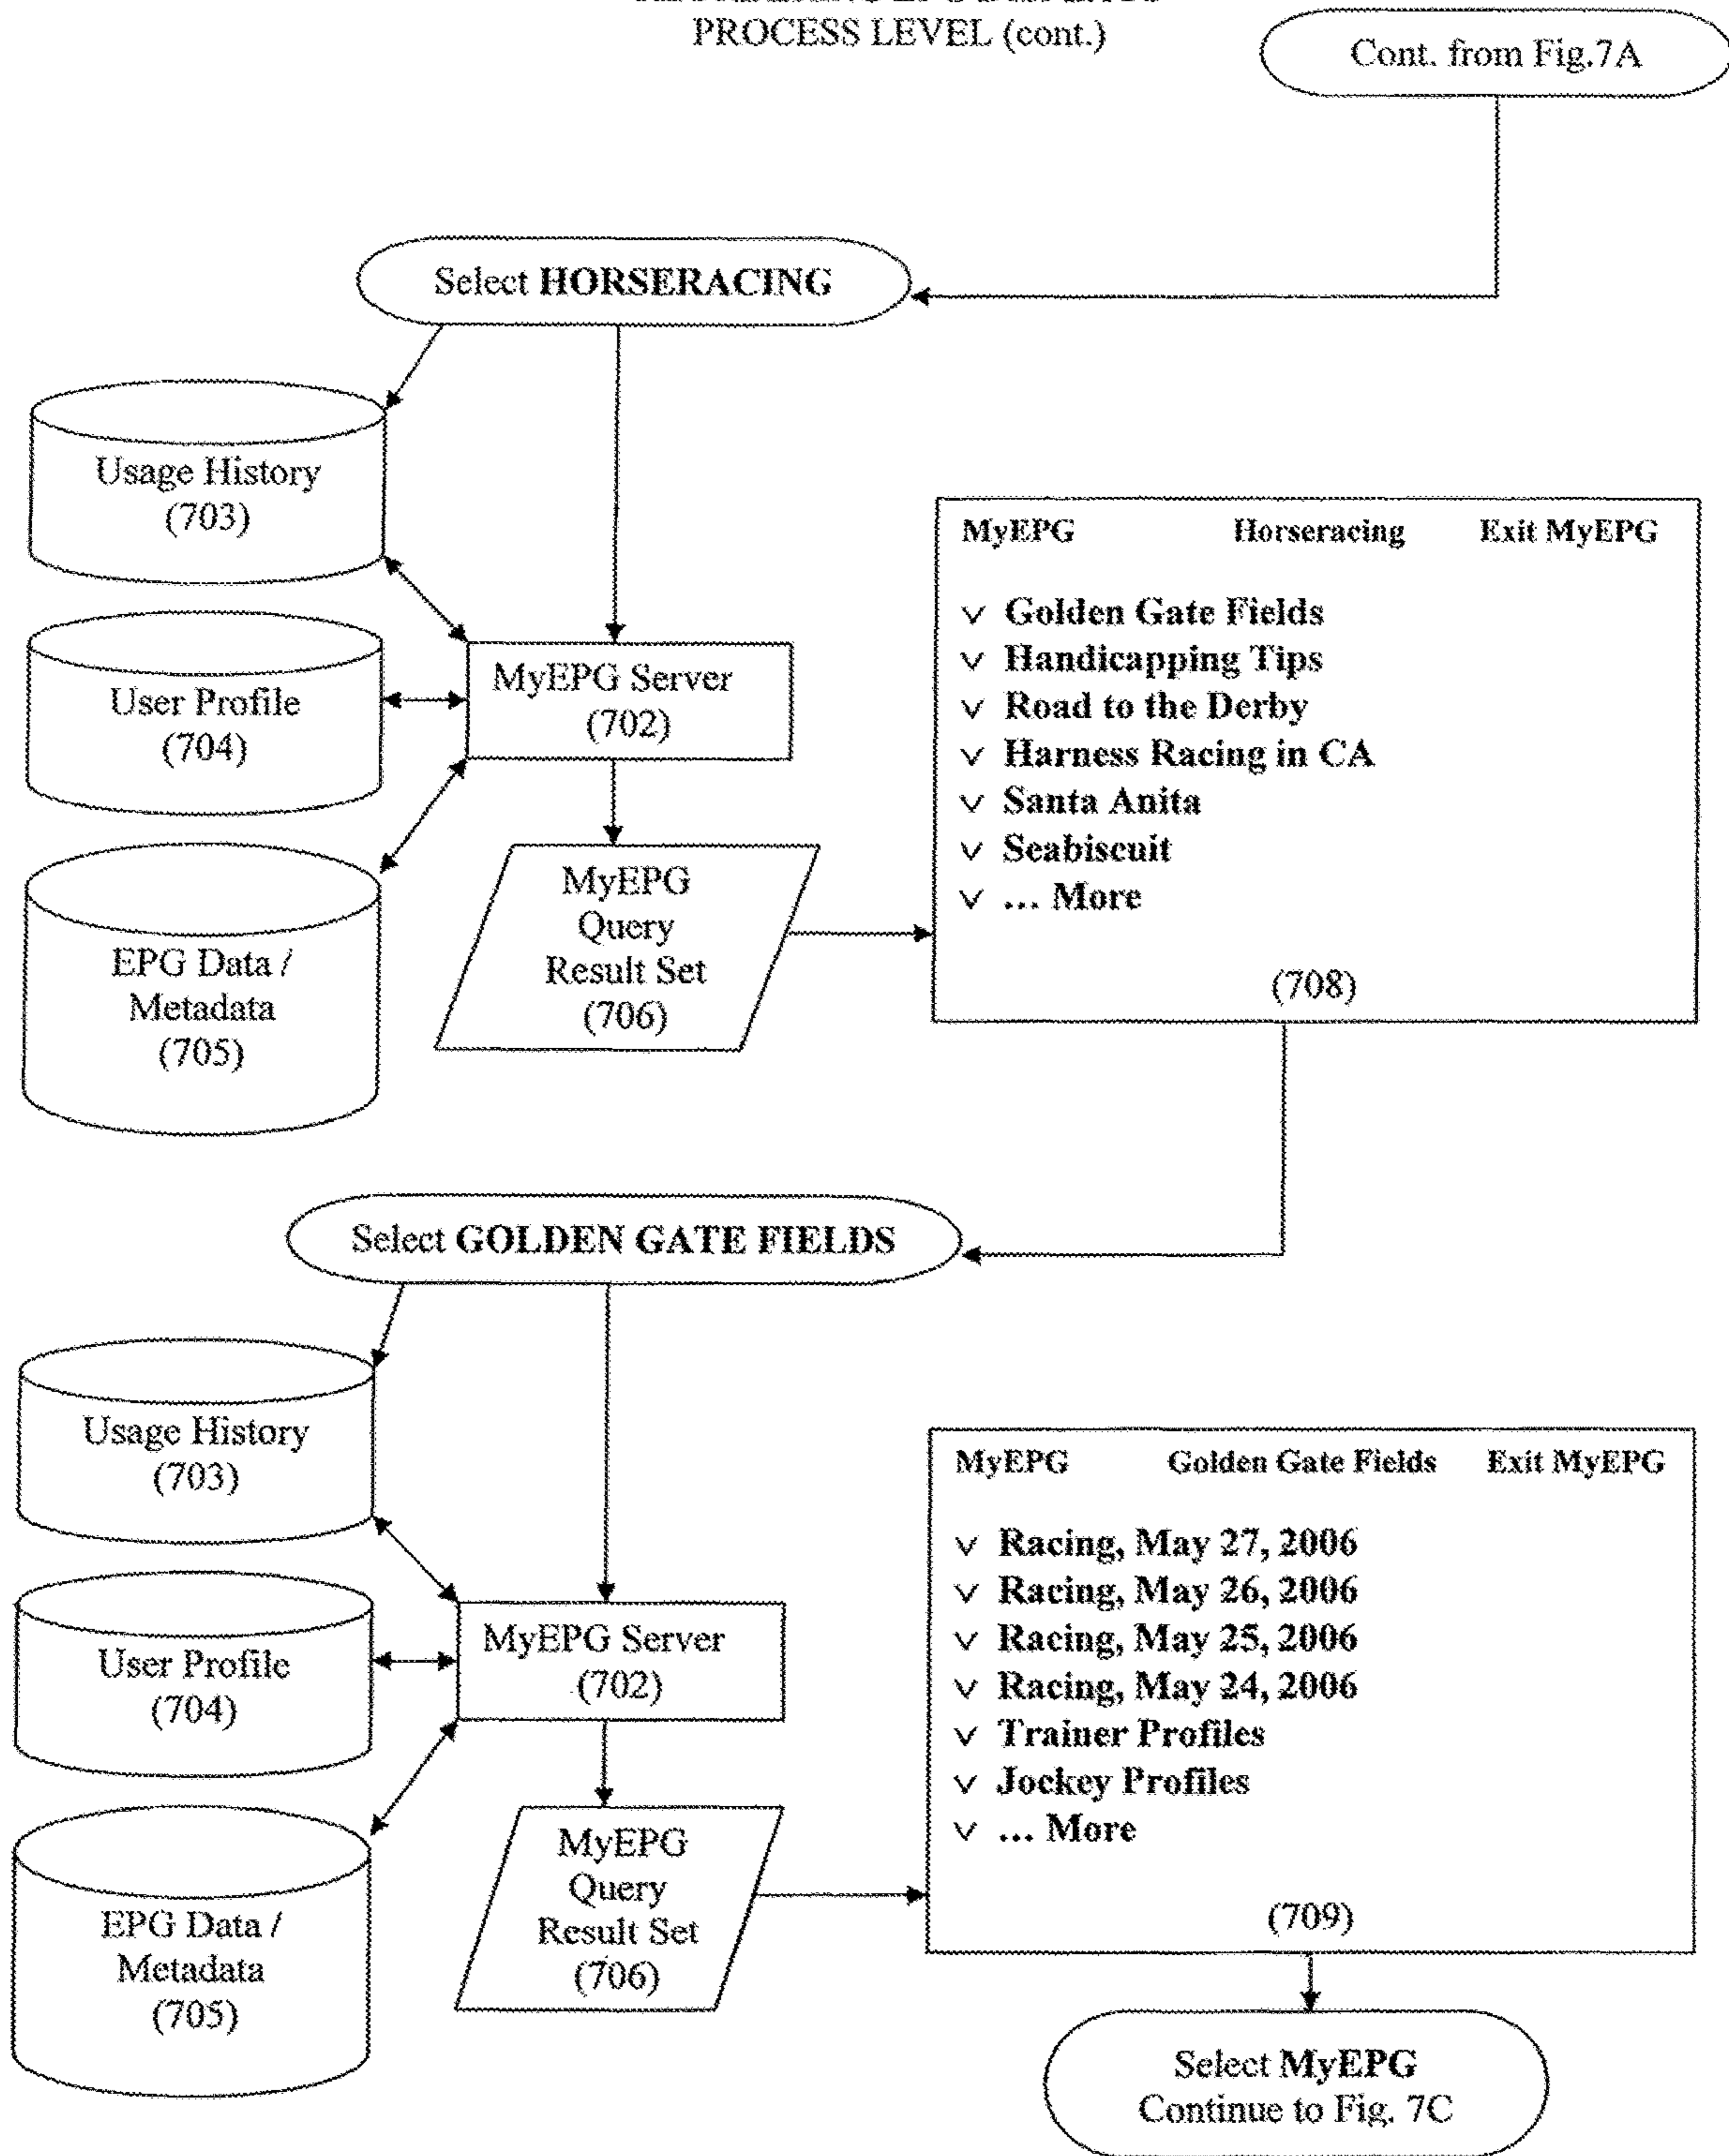 PROCESS LEVEL (cont.)
Cont. from Fig.7A
Select HORSERACING
Usage History
(703)
User Profile
(704)
EPG Data /
Metadata
(705)
MyEPG Server
(702)
MyEPG
Query
Result Set
(706)
MyEPG Horseracing Exit MyEPG
v Golden Gate Fields
v Handicapping Tips
v Road to the Derby
v Harness Racing in CA
v Santa Anita
v Seabiscuit
v ... More
(708)
Select GOLDEN GATE FIELDS
Usage History
(703)
User Profile
(704)
EPG Data /
Metadata
(705)
MyEPG Server
(702)
MyEPG
Query
Result Set
(706)
MyEPG Golden Gate Fields Exit MyEPG
v Racing, May 27, 2006
v Racing, May 26, 2006
v Racing, May 25, 2006
v Racing, May 24, 2006
v Trainer Profiles
v Jockey Profiles
v ... More
(709)
Select MyEPG
Continue to Fig. 7C